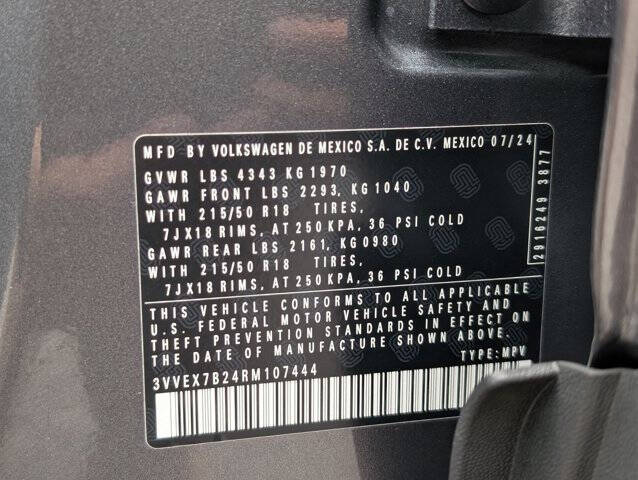 MFD BY VOLKSWAGEN DE MEXICO S.A. DE C.V. MEXICO 07/24
GVWR LBS 4343 KG 1970
GAWR FRONT LBS 2293, KG 1040
WITH 215/50 R18 TIRES,
7JX18 RIMS, AT 250 KPA, 36 PSI COLD
GAWR REAR LBS 2161, KG 0980
WITH 215/50 R18 TIRES,
7JX18 RIMS, AT 250 KPA, 36 PSI COLD
THIS VEHICLE CONFORMS TO ALL APPLICABLE
U.S. FEDERAL MOTOR VEHICLE SAFETY AND
THEFT PREVENTION STANDARDS IN EFFECT ON
THE DATE OF MANUFACTURE SHOWN ABOVE.
3VVEX7B24RM107444 TYPE: MPV
2916249 3877